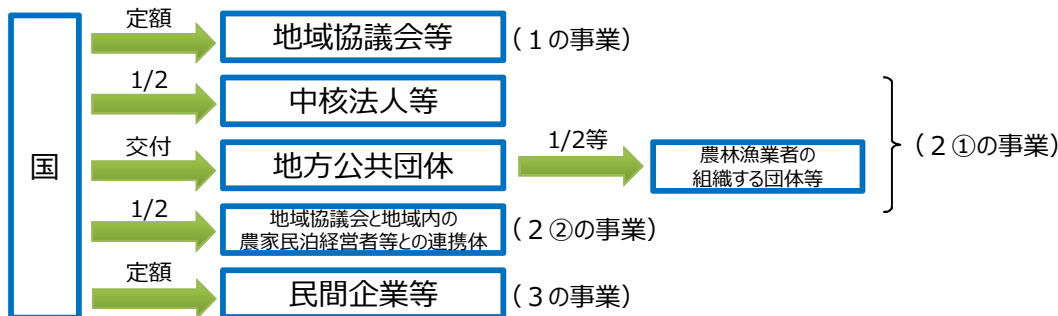 国
定額
地域協議会等
（１の事業）
1/2
中核法人等
交付
地方公共団体
1/2等
農林漁業者の
組織する団体等
（２①の事業）
1/2
地域協議会と地域内の
農家民泊経営者等との連携体
（２②の事業）
定額
民間企業等
（３の事業）